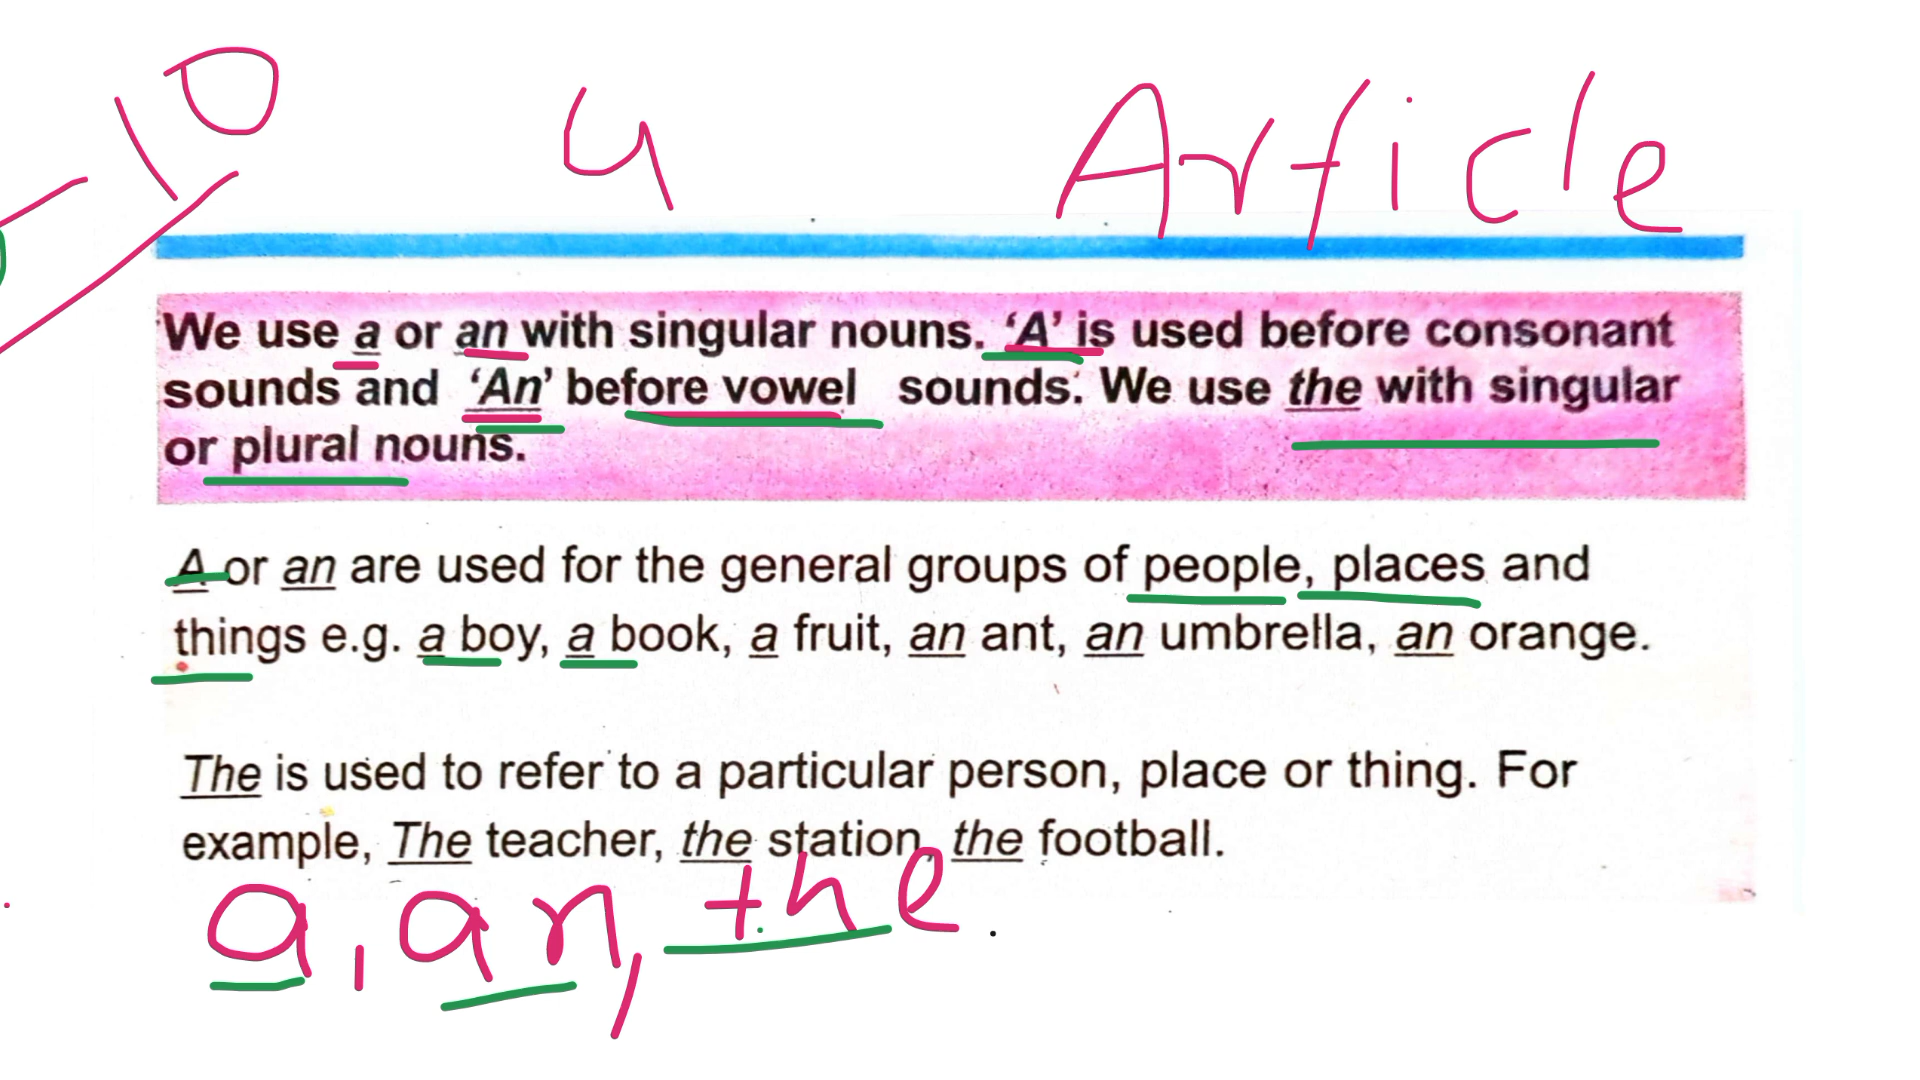 10 4 Article
We use a or an with singular nouns. ‘A’ is used before consonant
sounds and ‘An’ before vowel sounds. We use the with singular
or plural nouns.
A or an are used for the general groups of people, places and
things e.g. a boy, a book, a fruit, an ant, an umbrella, an orange.
The is used to refer to a particular person, place or thing. For
example, The teacher, the station, the football.
a, an, the.